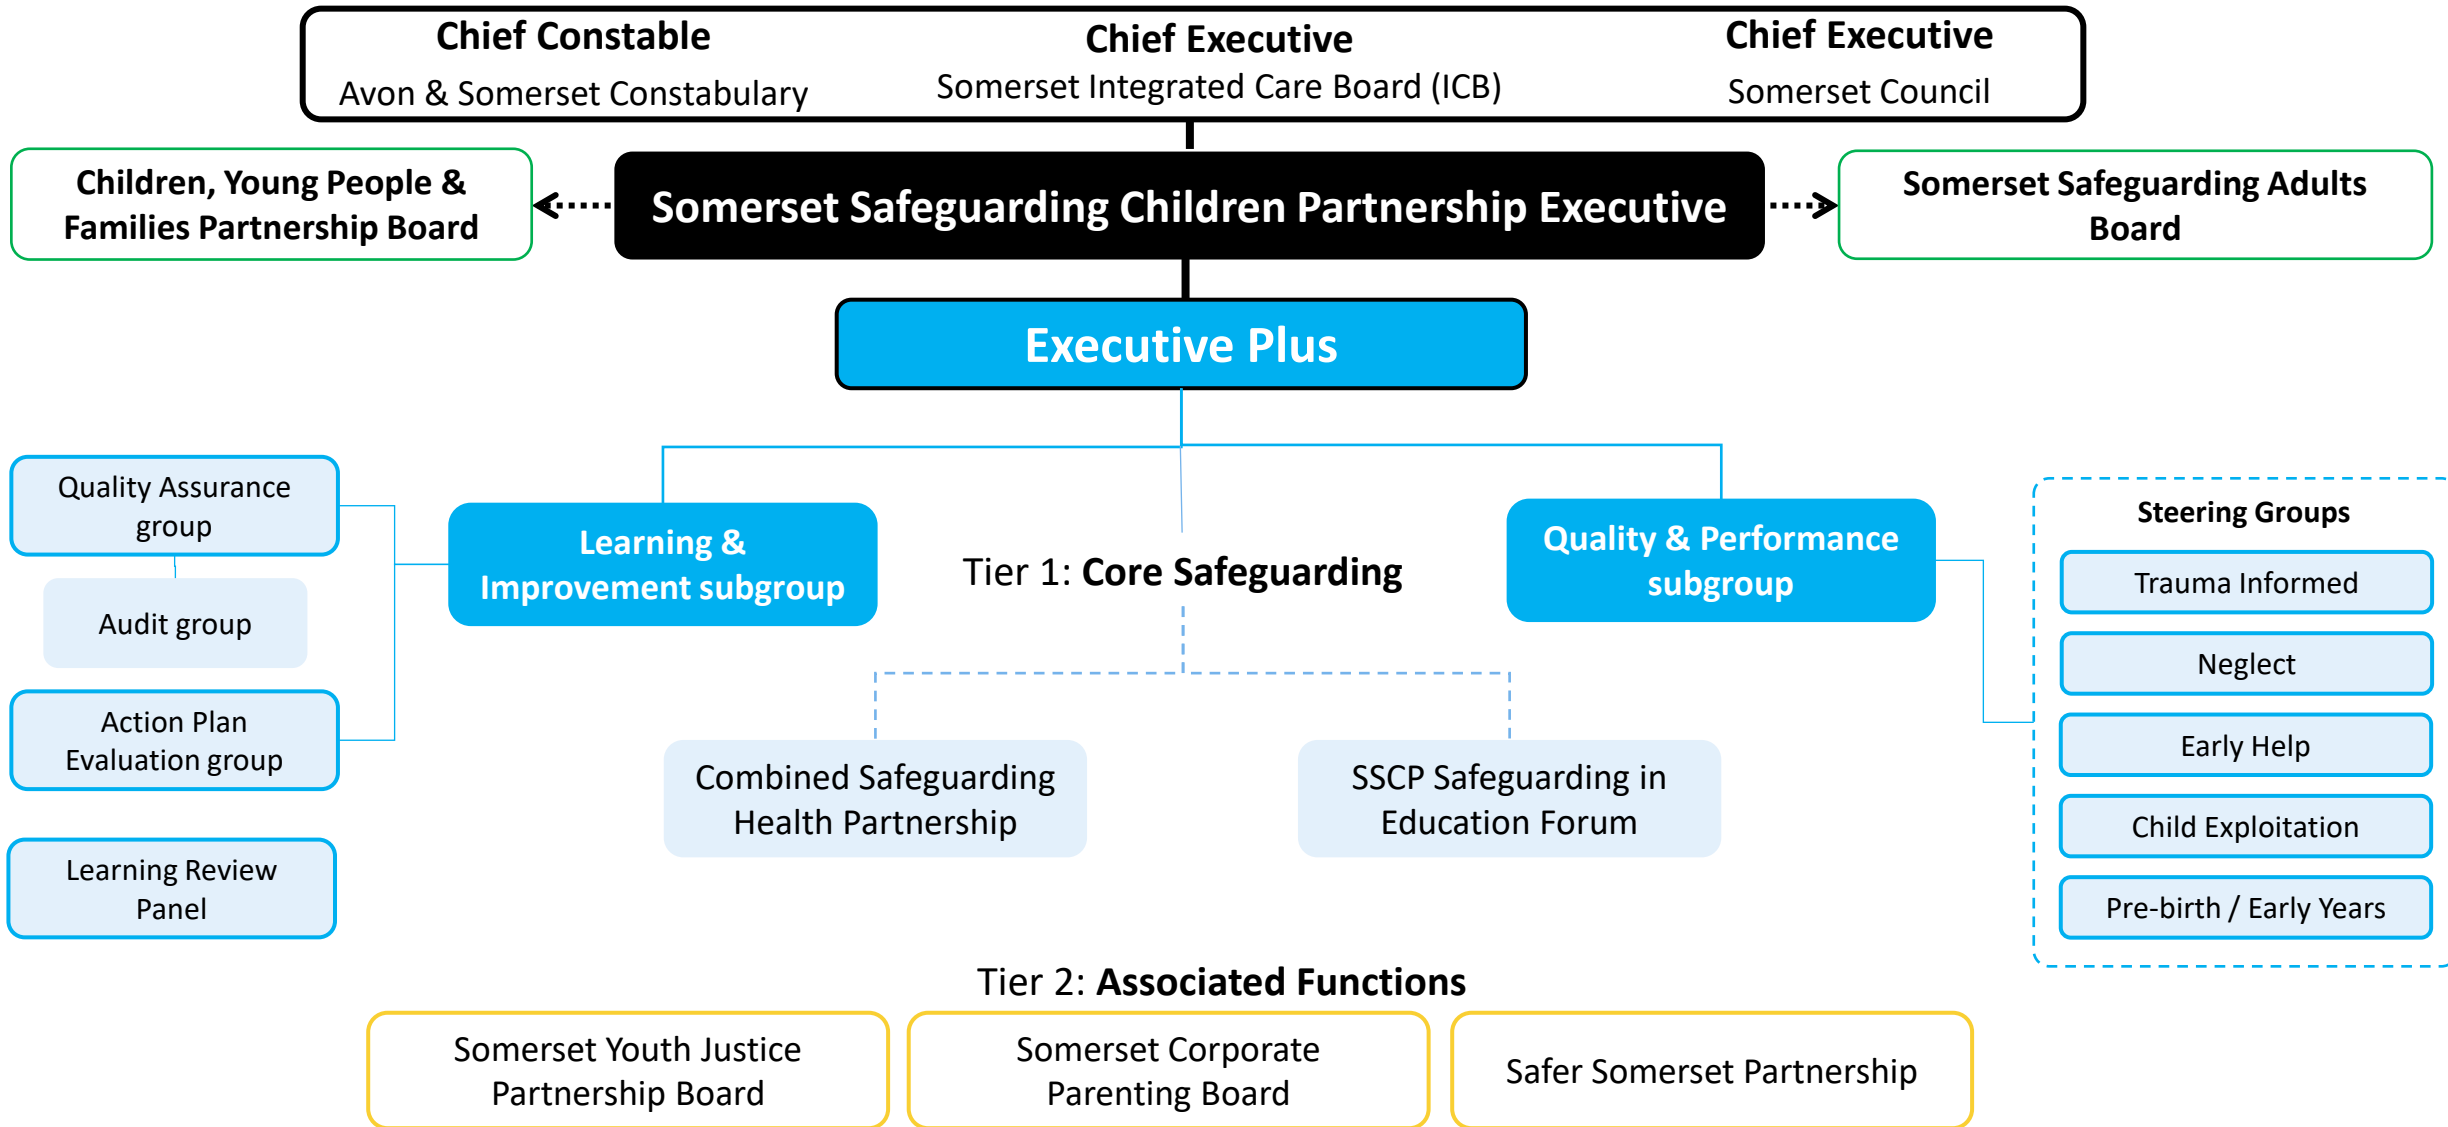 Chief Constable
Avon & Somerset Constabulary
Chief Executive
Somerset Integrated Care Board (ICB)
Chief Executive
Somerset Council
Children, Young People &
Families Partnership Board
Somerset Safeguarding Children Partnership Executive
Somerset Safeguarding Adults
Board
Executive Plus
Quality Assurance
group
Audit group
Action Plan
Evaluation group
Learning Review
Panel
Learning &
Improvement subgroup
Tier 1: Core Safeguarding
Combined Safeguarding
Health Partnership
SSCP Safeguarding in
Education Forum
Quality & Performance
subgroup
Steering Groups
Trauma Informed
Neglect
Early Help
Child Exploitation
Pre-birth / Early Years
Tier 2: Associated Functions
Somerset Youth Justice
Partnership Board
Somerset Corporate
Parenting Board
Safer Somerset Partnership